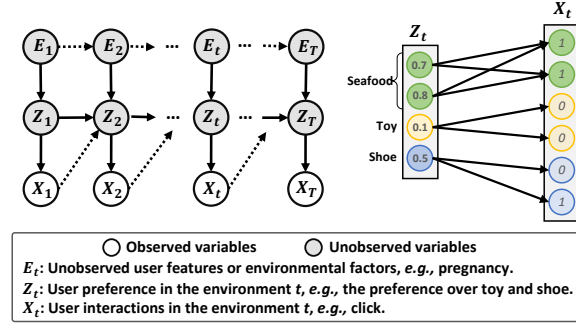 E₁ E₂ ... Eₜ ... E_T
Z₁ Z₂ ... Zₜ ... Z_T
X₁ X₂ Xₜ X_T
Zₜ
Xₜ
Seafood
0.7
0.8
Toy
0.1
Shoe
0.5
1
1
0
0
0
1
Observed variables Unobserved variables
Eₜ: Unobserved user features or environmental factors, e.g., pregnancy.
Zₜ: User preference in the environment t, e.g., the preference over toy and shoe.
Xₜ: User interactions in the environment t, e.g., click.